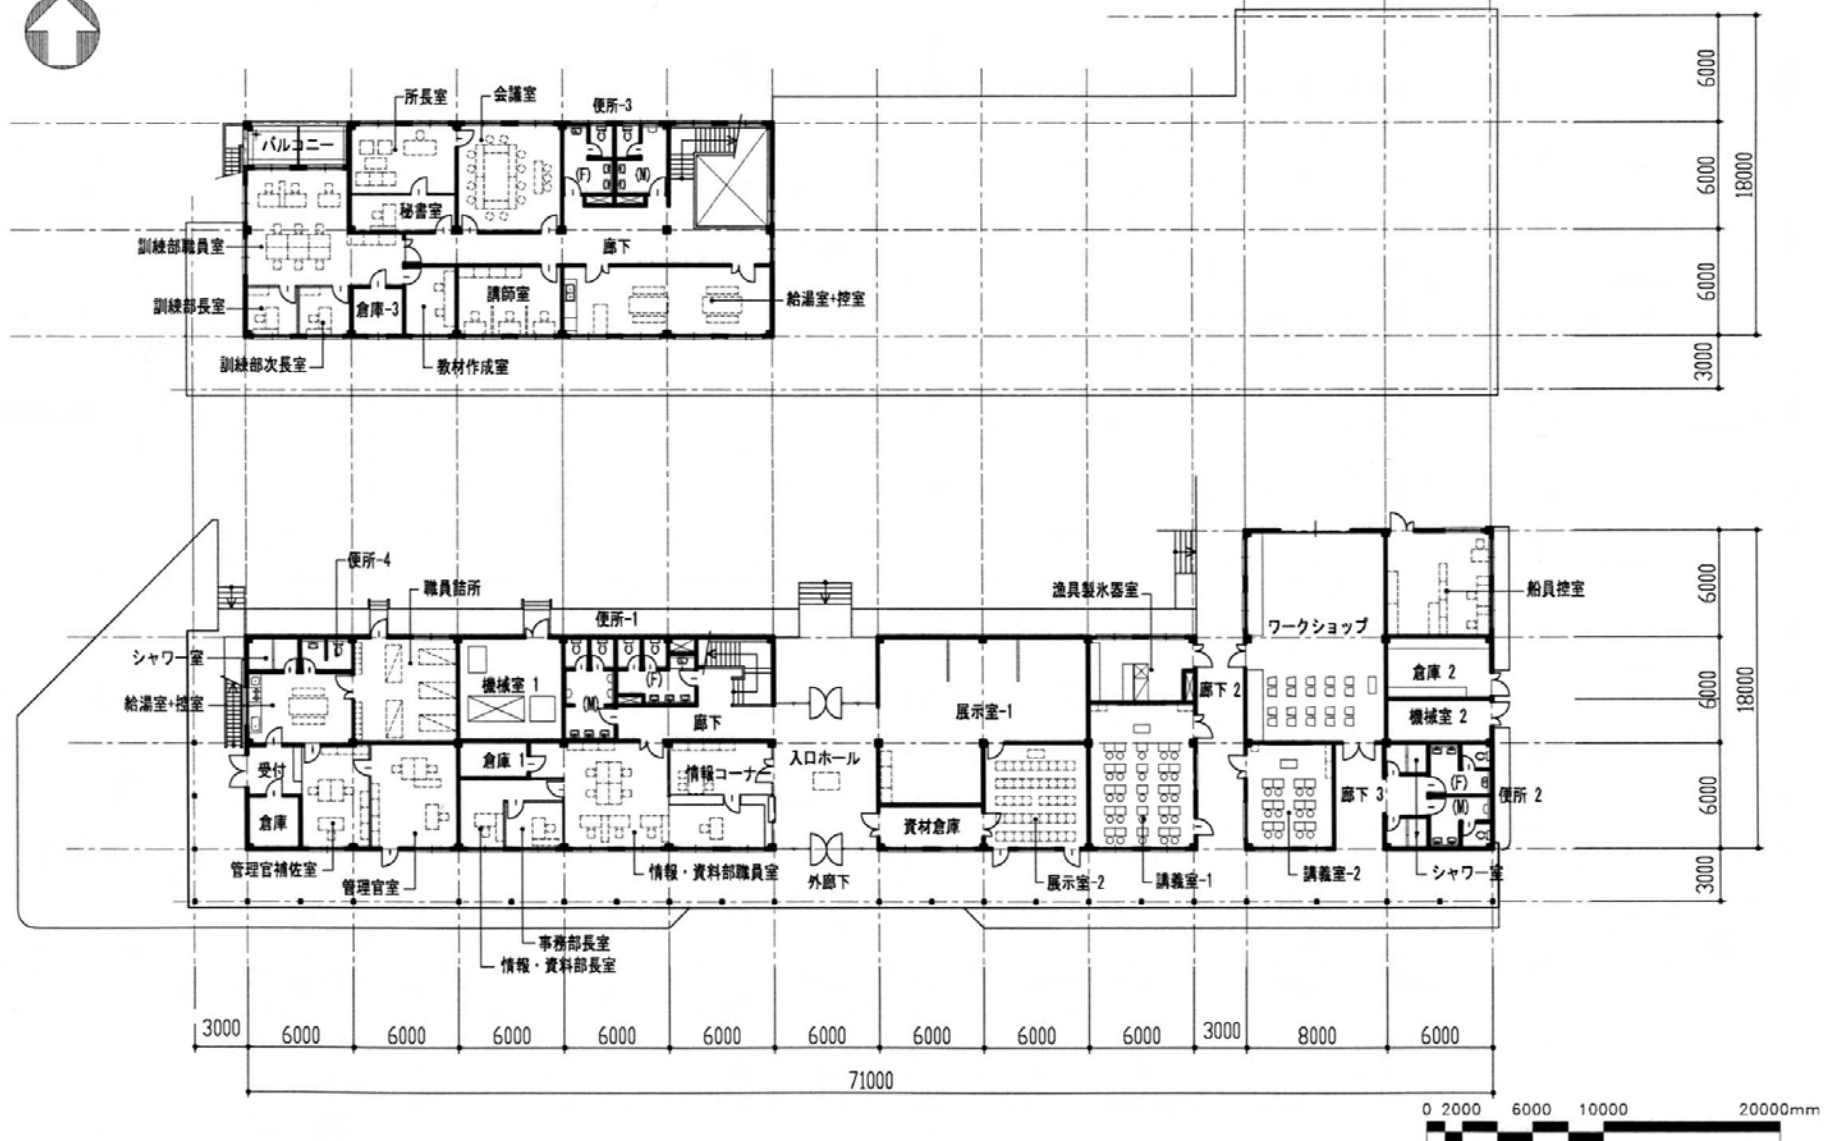 6000
所長室
会議室
便所-3
バルコニー
(F)
(M)
6000
18000
秘書室
訓練部職員室
廊下
6000
訓練部長室
倉庫-3
講師室
給湯室+控室
訓練部次長室
教材作成室
3000
便所-4
職員詰所
便所-1
漁具製氷器室
船員控室
6000
ワークショップ
シャワー室
機械室 1
(F)
倉庫 2
廊下 2
6000
18000
給湯室+控室
(M)
廊下
展示室-1
機械室 2
受付
倉庫 1
情報コーナー
入口ホール
(F)
廊下 3
便所 2
(M)
6000
倉庫
資材倉庫
管理官補佐室
管理官室
情報・資料部職員室
外廊下
展示室-2
講義室-1
講義室-2
シャワー室
3000
事務部長室
情報・資料部長室
3000
6000
6000
6000
6000
6000
6000
6000
6000
6000
3000
8000
6000
71000
0 2000 6000 10000 20000mm